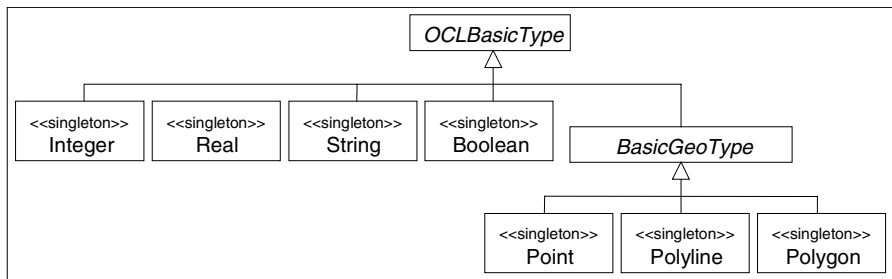 OCLBasicType
<<singleton>>
Integer
<<singleton>>
Real
<<singleton>>
String
<<singleton>>
Boolean
BasicGeoType
<<singleton>>
Point
<<singleton>>
Polyline
<<singleton>>
Polygon